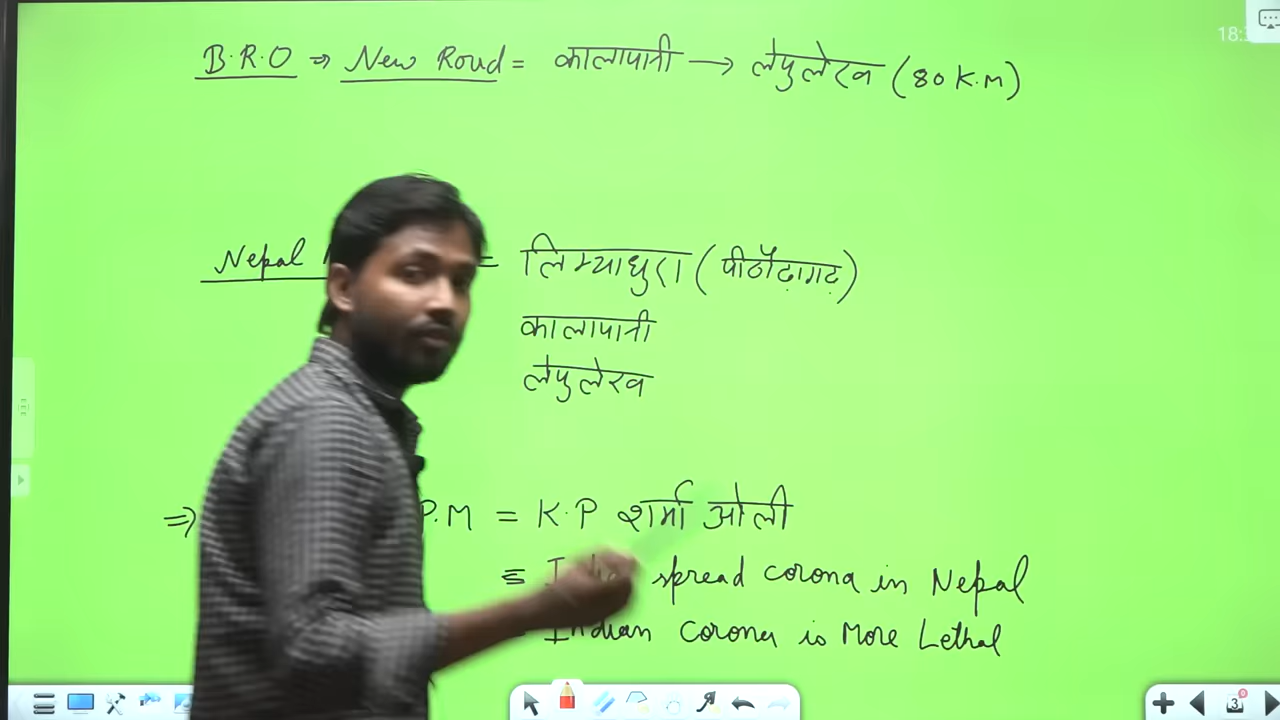 B.R.O ⇒ New Road = कालापानी → लेपुलेख (80 K.M)
Nepal = लिम्याधुरा (पीठौढ़ागढ़)
कालापानी
लेपुलेख
⇒ P.M = K.P शर्मा ओली
= spread corona in Nepal
Indian Corona is More Lethal